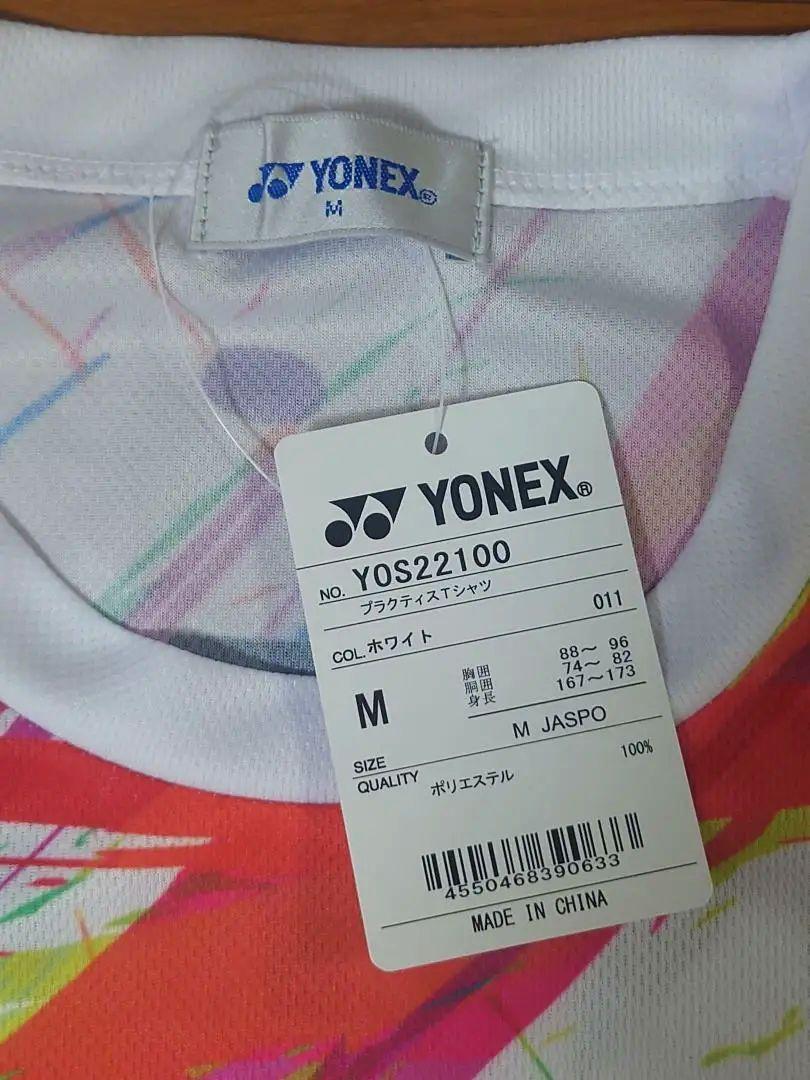 YONEX®
M
YONEX®
NO. YOS22100
プラクティスTシャツ
COL. ホワイト 011
M
胸囲 88～ 96
胴囲 74～ 82
身長 167～173
M JASPO
SIZE
QUALITY ポリエステル 100%
4550468390633
MADE IN CHINA